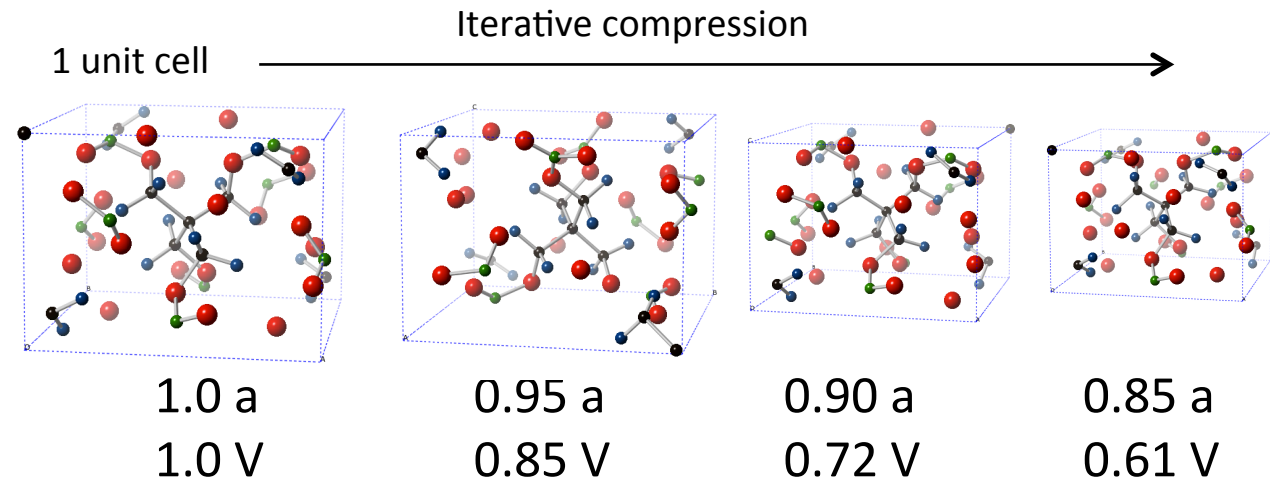 Iterative compression
1 unit cell
1.0 a
0.95 a
0.90 a
0.85 a
1.0 V
0.85 V
0.72 V
0.61 V